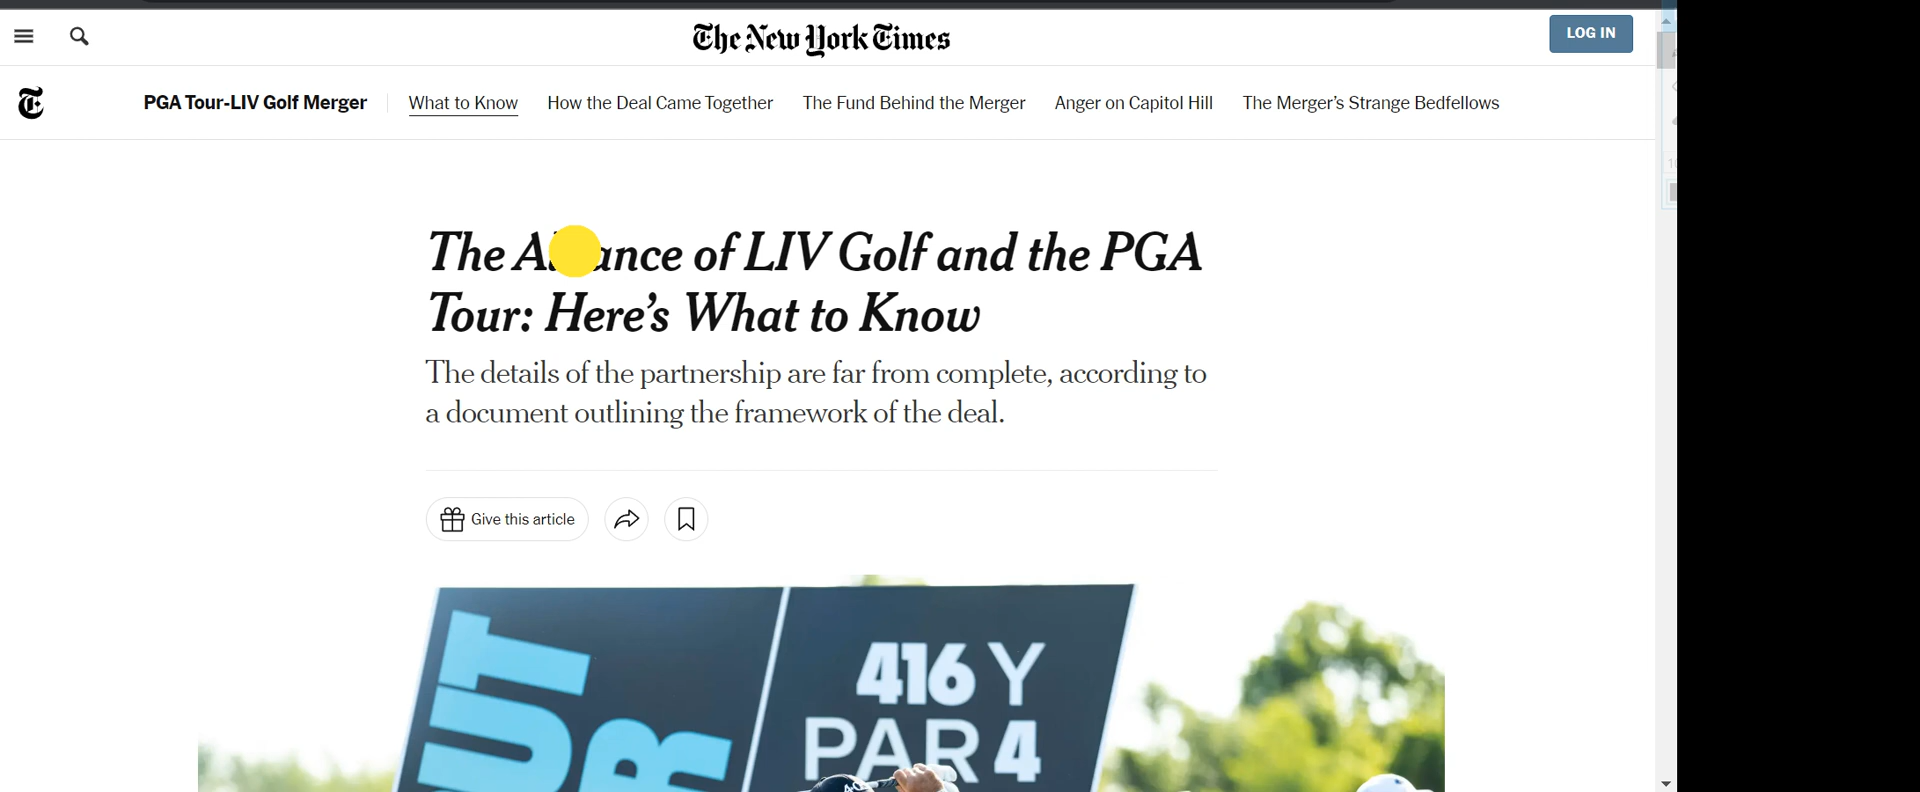 The New York Times
LOG IN
PGA Tour-LIV Golf Merger
What to Know
How the Deal Came Together
The Fund Behind the Merger
Anger on Capitol Hill
The Merger's Strange Bedfellows
The of LIV Golf and the PGA
Tour: Here's What to Know
The details of the partnership are far from complete, according to
a document outlining the framework of the deal.
Give this article
416 Y
PAR 4